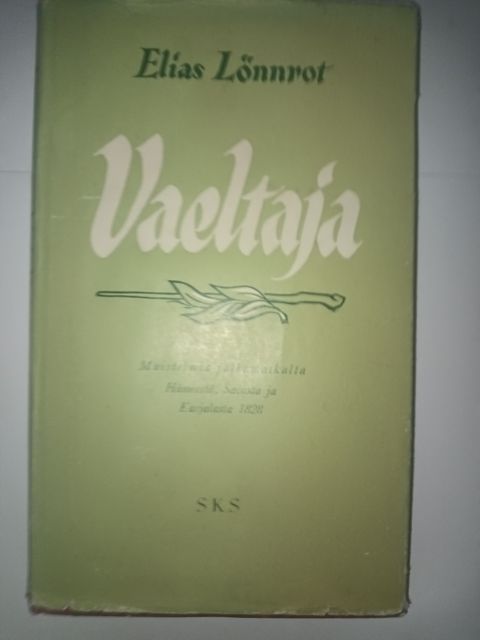 Elias Lönnrot
Vaeltaja
Muistelmia jalkamatkalta
Hämeestä, Savosta ja
Karjalasta 1828
SKS